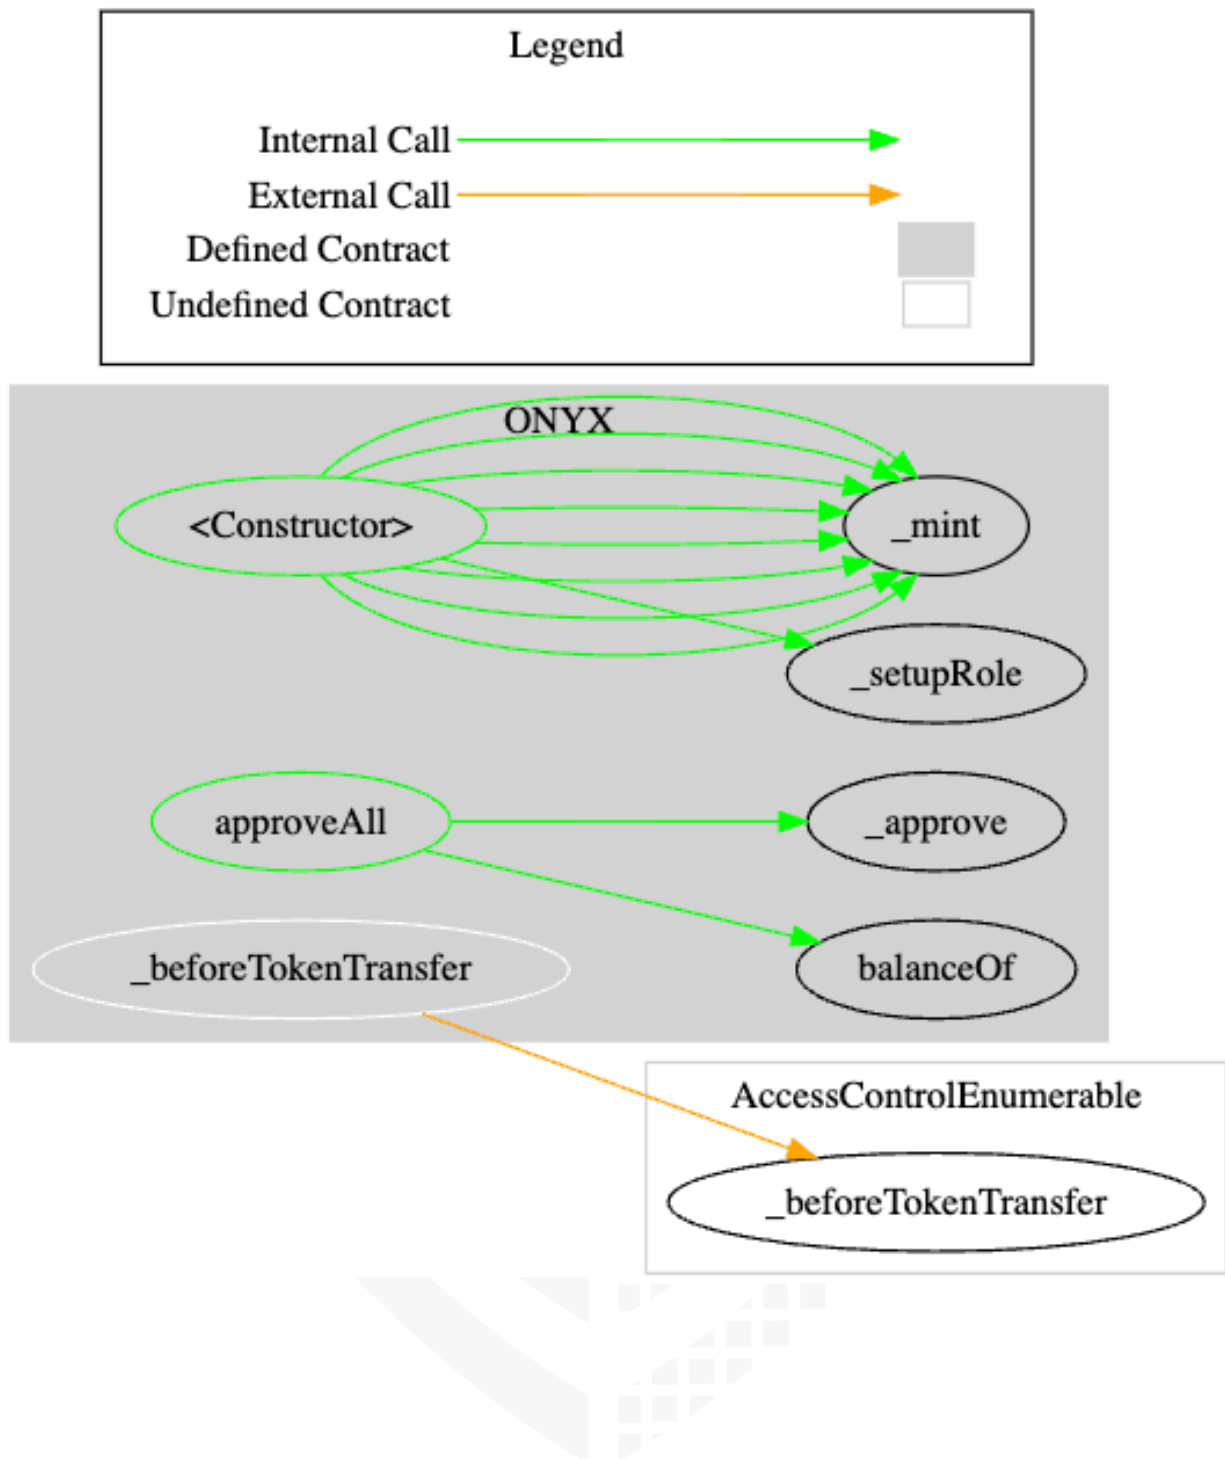 Legend
Internal Call
External Call
Defined Contract
Undefined Contract
ONYX
<Constructor>
_mint
_setupRole
approveAll
_approve
_beforeTokenTransfer
balanceOf
AccessControlEnumerable
_beforeTokenTransfer